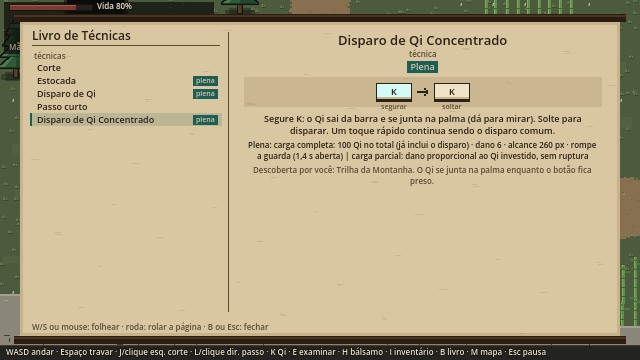 Vida 80%
Livro de Técnicas
técnicas
Corte
Estocada plena
Disparo de Qi plena
Passo curto
Disparo de Qi Concentrado plena
Disparo de Qi Concentrado
técnica
Plena
K → K
segurar soltar
Segure K: o Qi sai da barra e se junta na palma (dá para mirar). Solte para
disparar. Um toque rápido continua sendo o disparo comum.
Plena: carga completa: 100 Qi no total (já inclui o disparo) · dano 6 · alcance 260 px · rompe
a guarda (1,4 s aberta) | carga parcial: dano proporcional ao Qi investido, sem ruptura
Descoberta por você: Trilha da Montanha. O Qi se junta na palma enquanto o botão fica
preso.
W/S ou mouse: folhear · roda: rolar a página · B ou Esc: fechar
WASD andar · Espaço travar · J/clique esq. corte · L/clique dir. passo · K Qi · E examinar · H bálsamo · I inventário · B livro · M mapa · Esc pausa